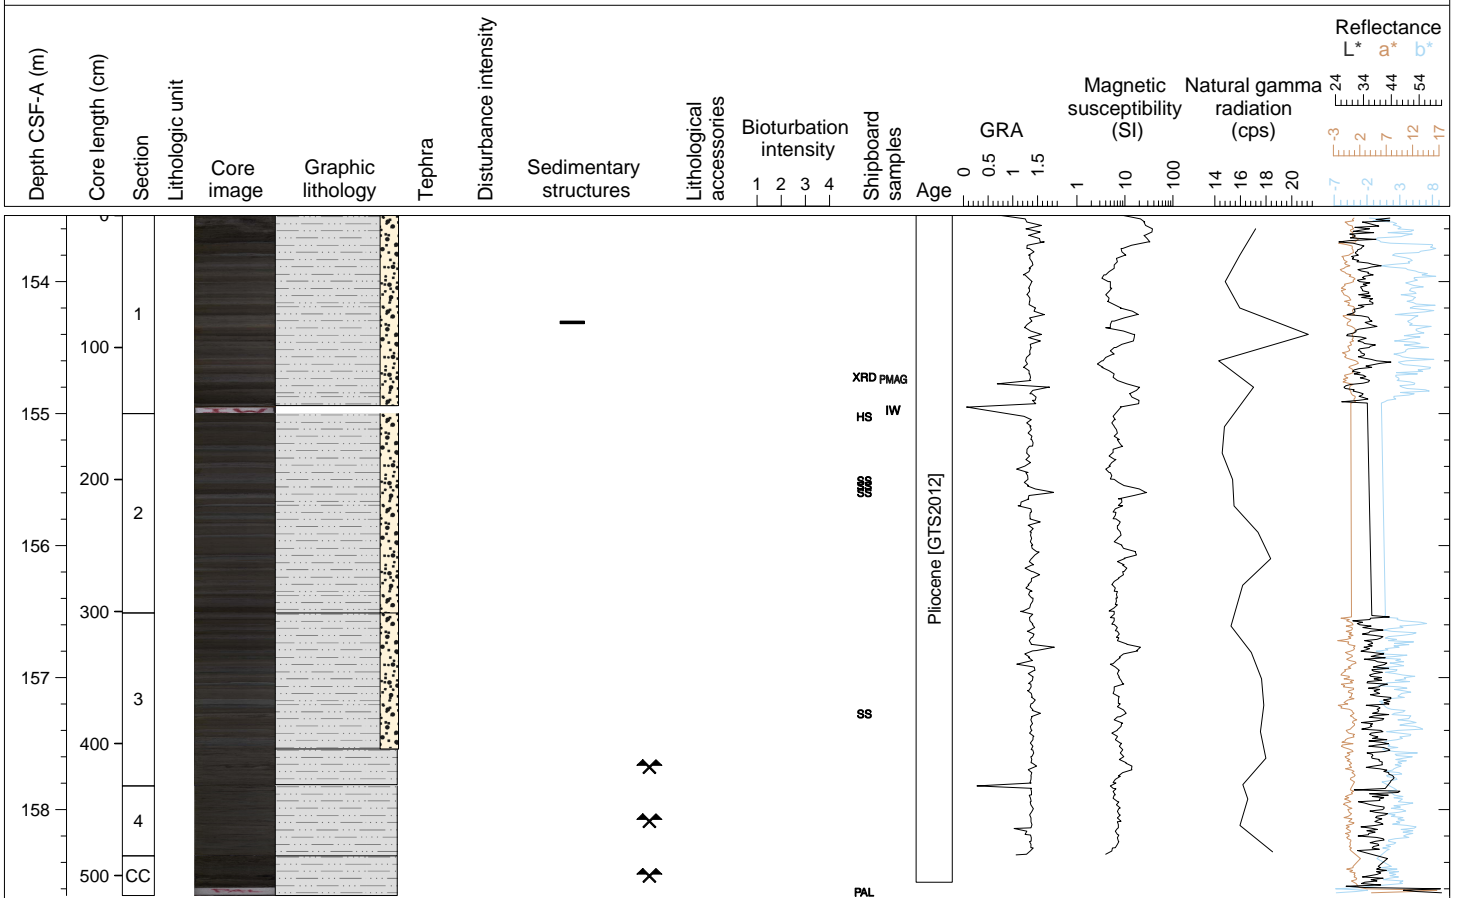 Depth CSF-A (m)
Core length (cm)
Section
Lithologic unit
Core
image
Graphic
lithology
Tephra
Disturbance intensity
Sedimentary
structures
Lithological
accessories
Bioturbation
intensity
1 2 3 4
Shipboard
samples
Age
GRA
0 0.5 1 1.5
Magnetic
susceptibility
(SI)
1 10 100
Natural gamma
radiation
(cps)
14 16 18 20
Reflectance
L* a* b*
24 34 44 54
-3 2 7 12 17
-7 -2 3 8
0
154
1
100
XRD PMAG
155
IW
HS
IW
200
SS
SS
2
156
Pliocene [GTS2012]
300
157
3
SS
400
158
4
500
CC
PAL
PAL